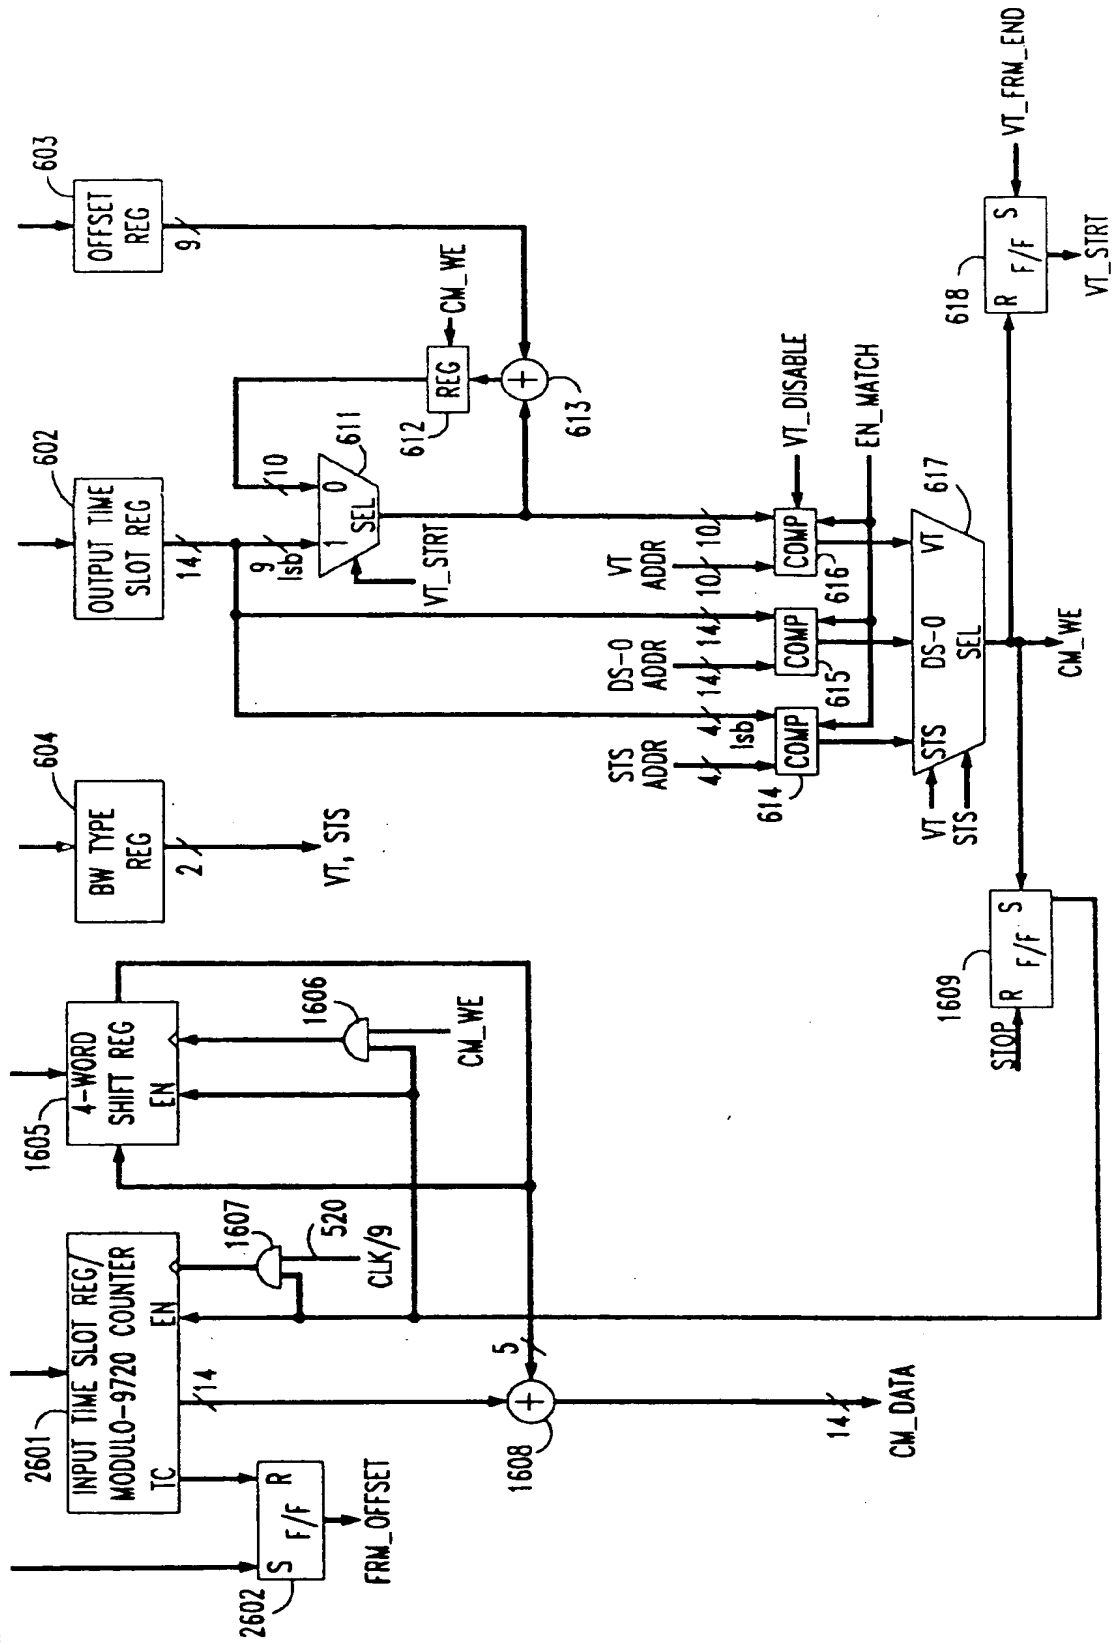 2601
INPUT TIME SLOT REG/
MODULO-9720 COUNTER
TC
EN
1605
4-WORD
SHIFT REG
EN
604
BW TYPE
REG
602
OUTPUT TIME
SLOT REG
603
OFFSET
REG
2602
S
R
F/F
FRM_OFFSET
14
1607
520
CLK/9
1606
CM_WE
2
VT, STS
14
9
lsb
10
9
1
0
SEL
611
VT_STRT
612
REG
CM_WE
613
5
1608
14
CM_DATA
STS
ADDR
4
4
lsb
DS-0
ADDR
14
14
VT
ADDR
10
10
VT_DISABLE
EN_MATCH
COMP
614
COMP
615
COMP
616
VT
STS
STS
DS-0
VT
SEL
617
STOP
1609
R
S
F/F
CM_WE
618
R
S
F/F
VT_FRM_END
VT_STRT